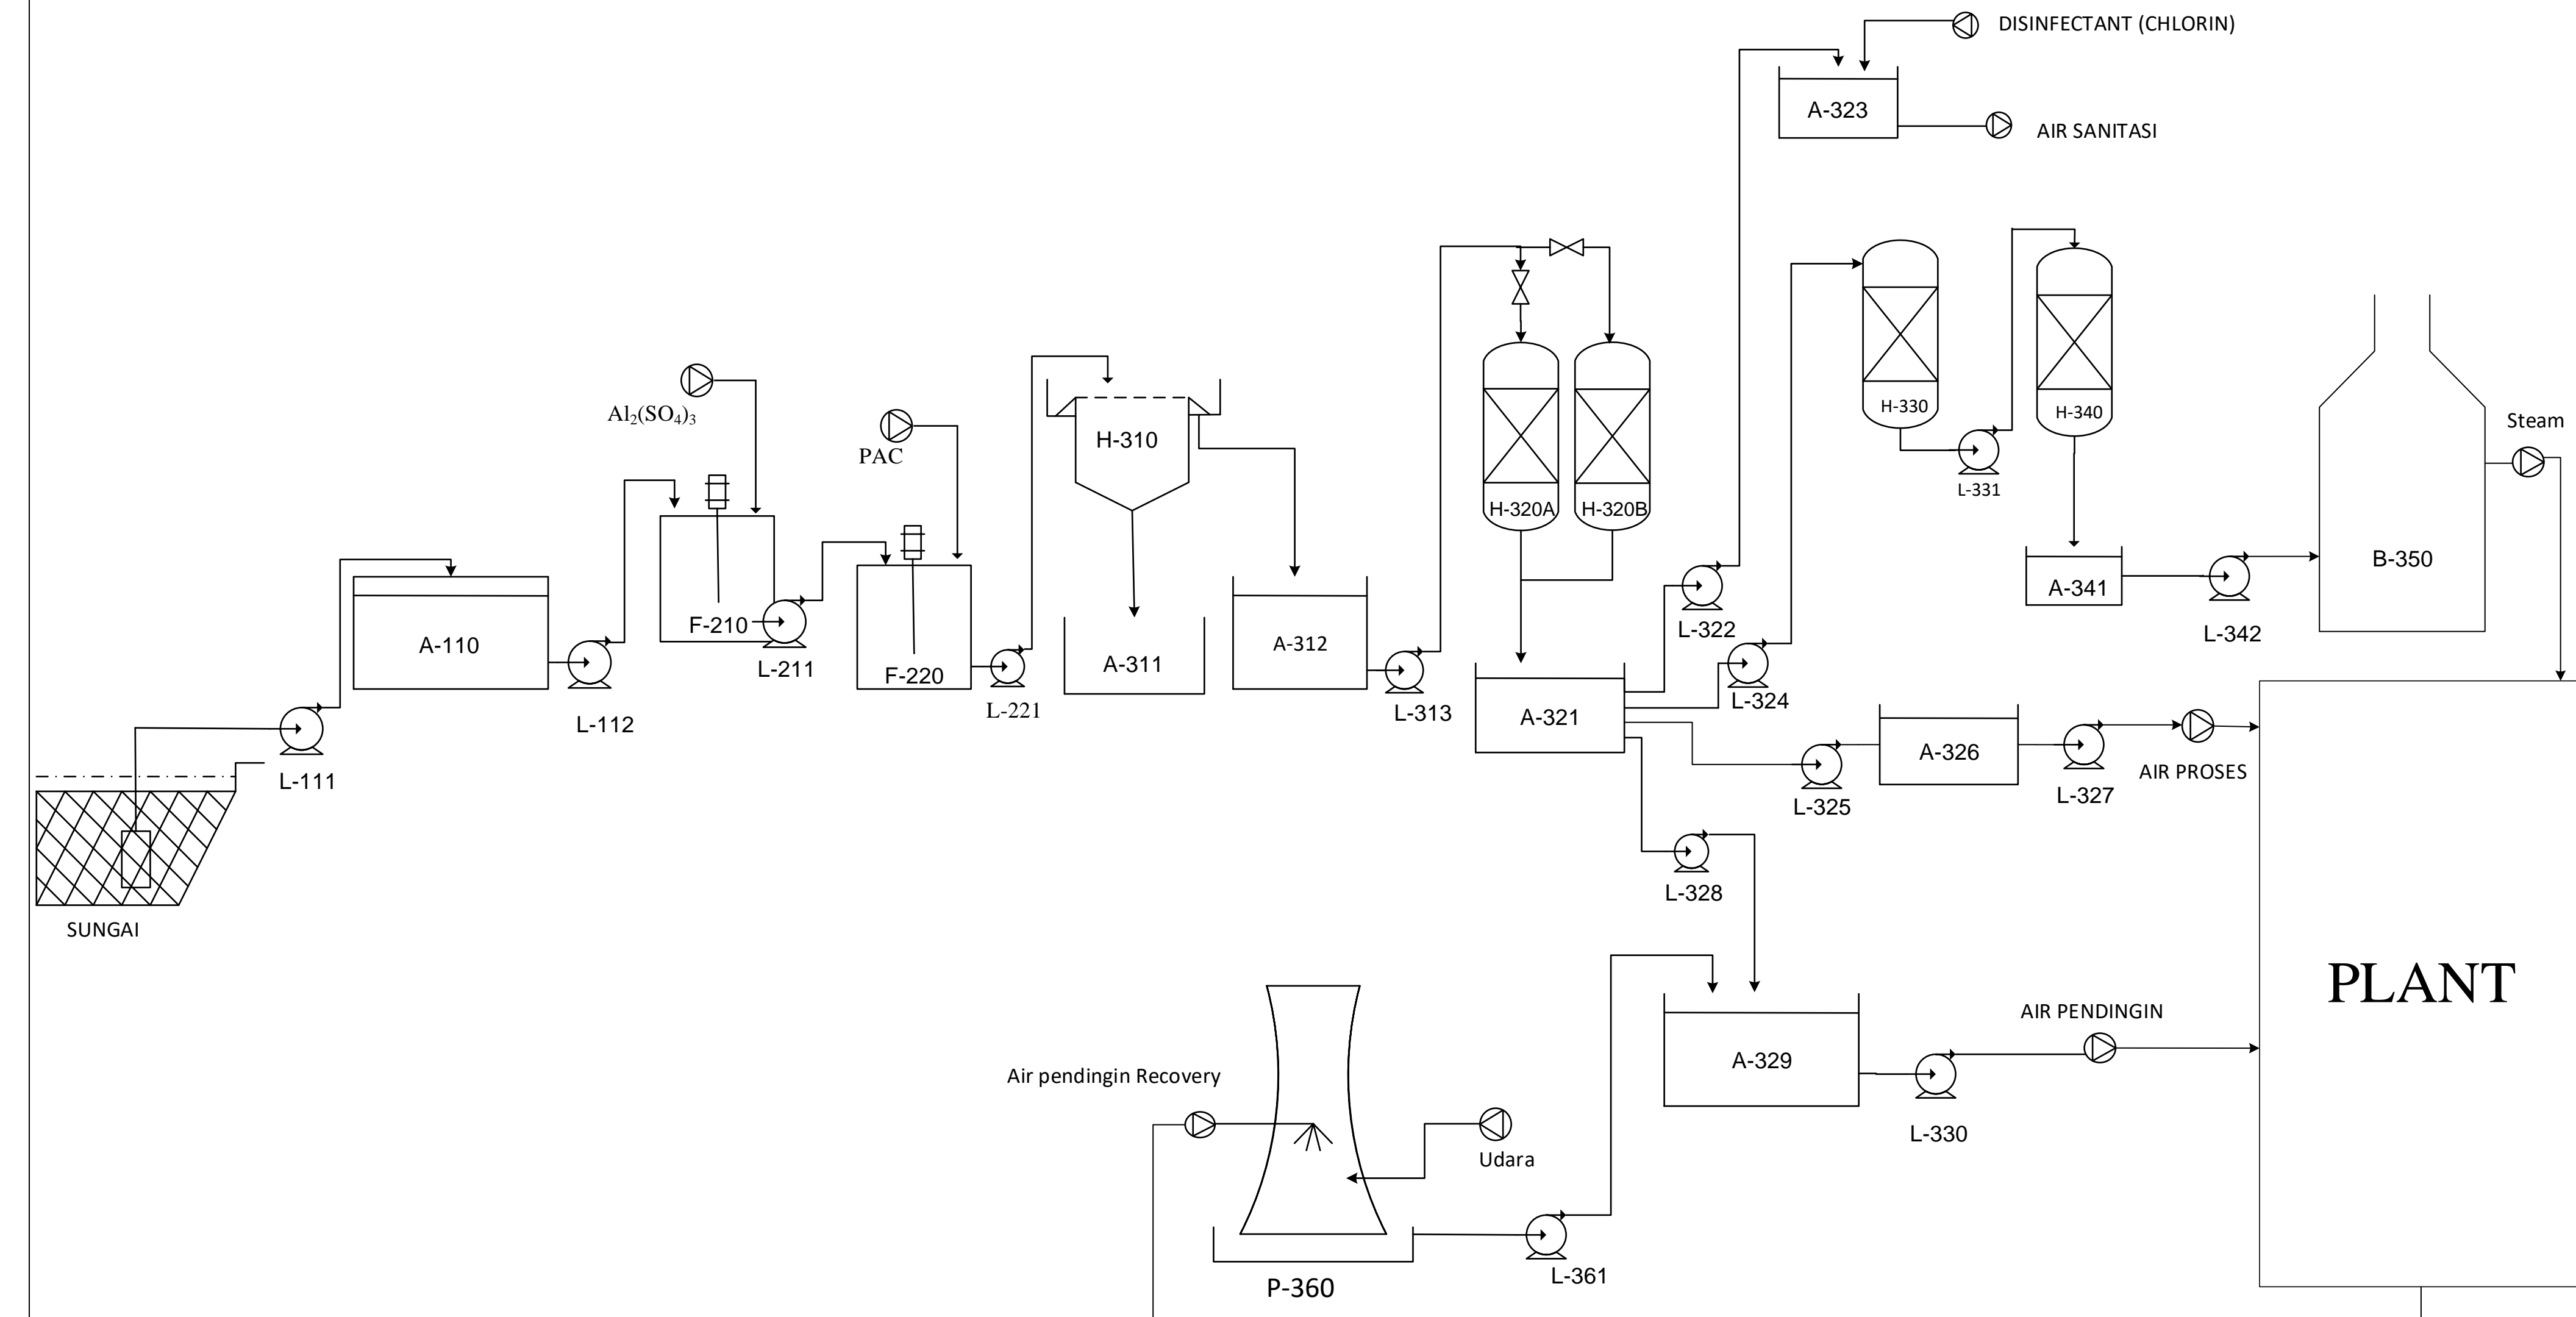 DISINFECTANT (CHLORIN)
A-323
AIR SANITASI
Al₂(SO₄)₃
PAC
H-310
H-320A
H-320B
H-330
L-331
H-340
Steam
B-350
A-341
L-342
A-110
L-111
L-112
F-210
L-211
F-220
L-221
A-311
A-312
L-313
A-321
L-322
L-324
L-325
A-326
L-327
AIR PROSES
L-328
SUNGAI
PLANT
AIR PENDINGIN
A-329
L-330
Air pendingin Recovery
Udara
L-361
P-360